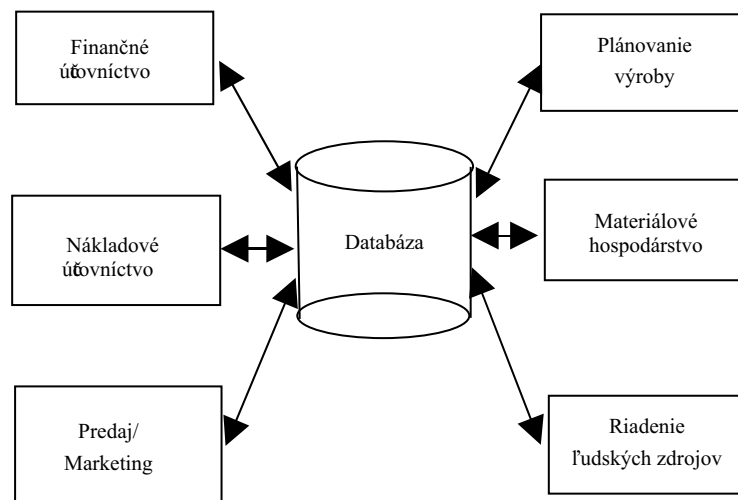 Finančné
účtovníctvo
Plánovanie
výroby
Nákladové
účtovníctvo
Databáza
Materiálové
hospodárstvo
Predaj/
Marketing
Riadenie
ľudských zdrojov